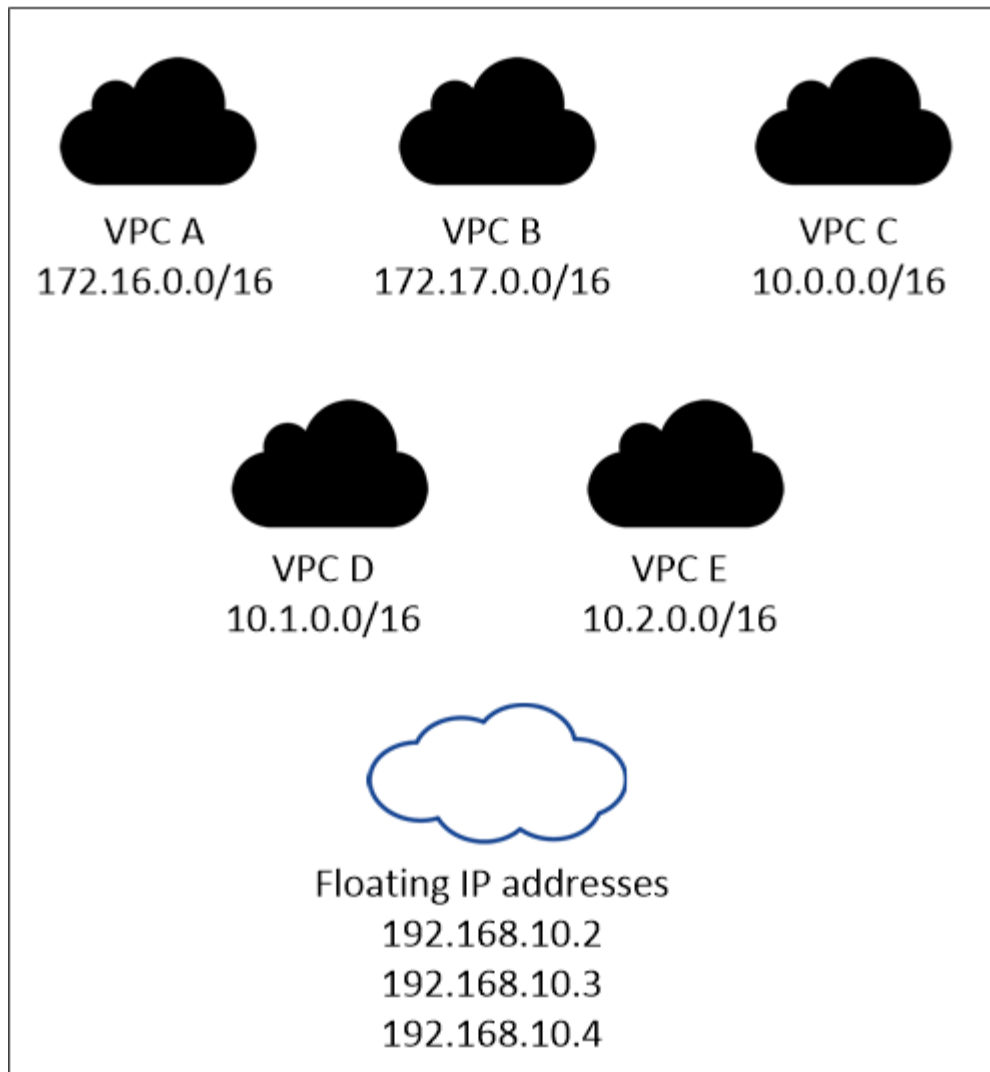 VPC A
172.16.0.0/16
VPC B
172.17.0.0/16
VPC C
10.0.0.0/16
VPC D
10.1.0.0/16
VPC E
10.2.0.0/16
Floating IP addresses
192.168.10.2
192.168.10.3
192.168.10.4